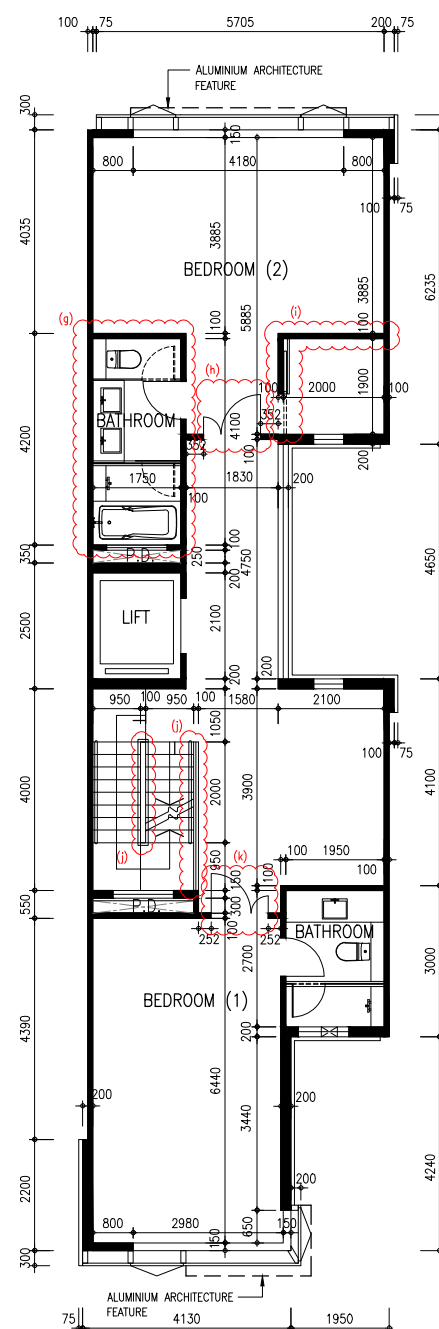 100 75 5705 200 75
ALUMINIUM ARCHITECTURE
FEATURE
300
150
800 4180 800
100 75
4035
3885
6235
BEDROOM (2)
(g)
(i)
100
5885
3885
100
(h)
100 2000 100
1900
BATHROOM
352
4100
352
4200
100
200
1750
1830
200
100
100
P.D.
250
4750
350
200
4650
LIFT
2100
2500
200
200
100
950 950
1580
2100
(j)
1050
100 75
4000
2000
3900
4100
(j)
950
(k)
100 1950
100
100
150
550
P.D.
300
252
252
100
BATHROOM
2700
3000
BEDROOM (1)
4390
200
6440
200
200
3440
4240
200
2200
800 2980 150
650
150
300
ALUMINIUM ARCHITECTURE
FEATURE
75 4130 1950